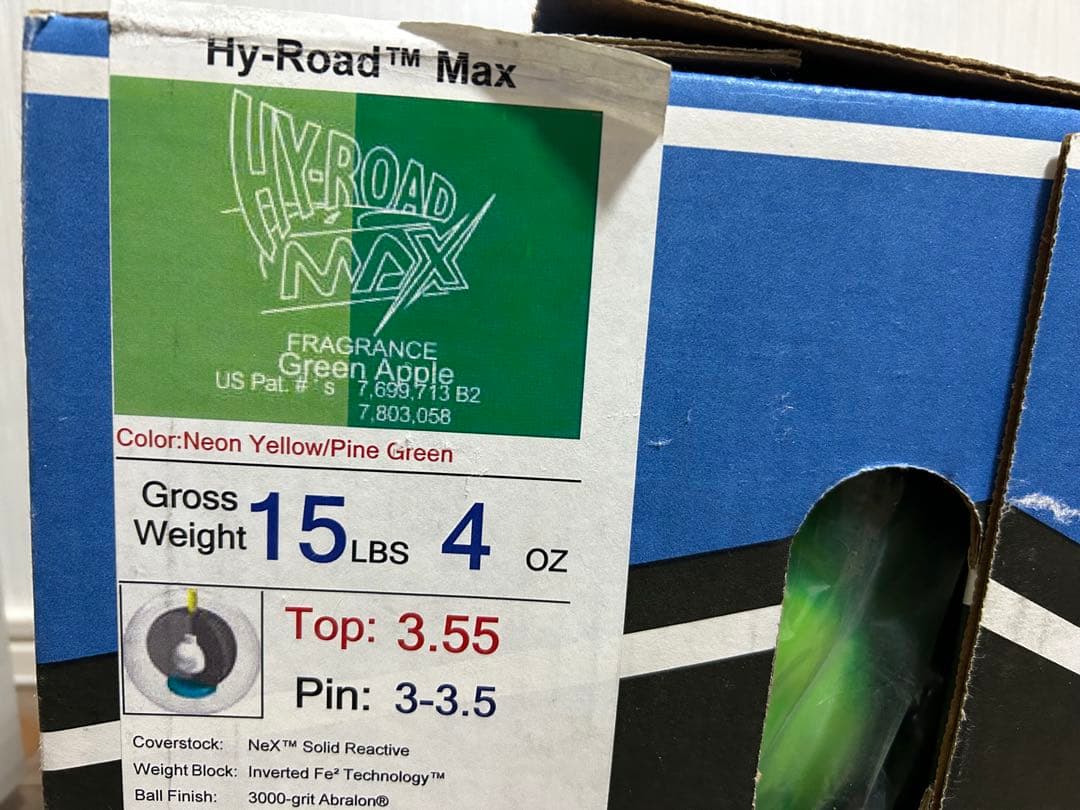 Hy-Road™ Max
HY-ROAD
MAX
FRAGRANCE
Green Apple
US Pat. #`s 7,699,713 B2
7,803,058
Color:Neon Yellow/Pine Green
Gross Weight 15 LBS 4 OZ
Top: 3.55
Pin: 3-3.5
Coverstock: NeX™ Solid Reactive
Weight Block: Inverted Fe² Technology™
Ball Finish: 3000-grit Abralon®